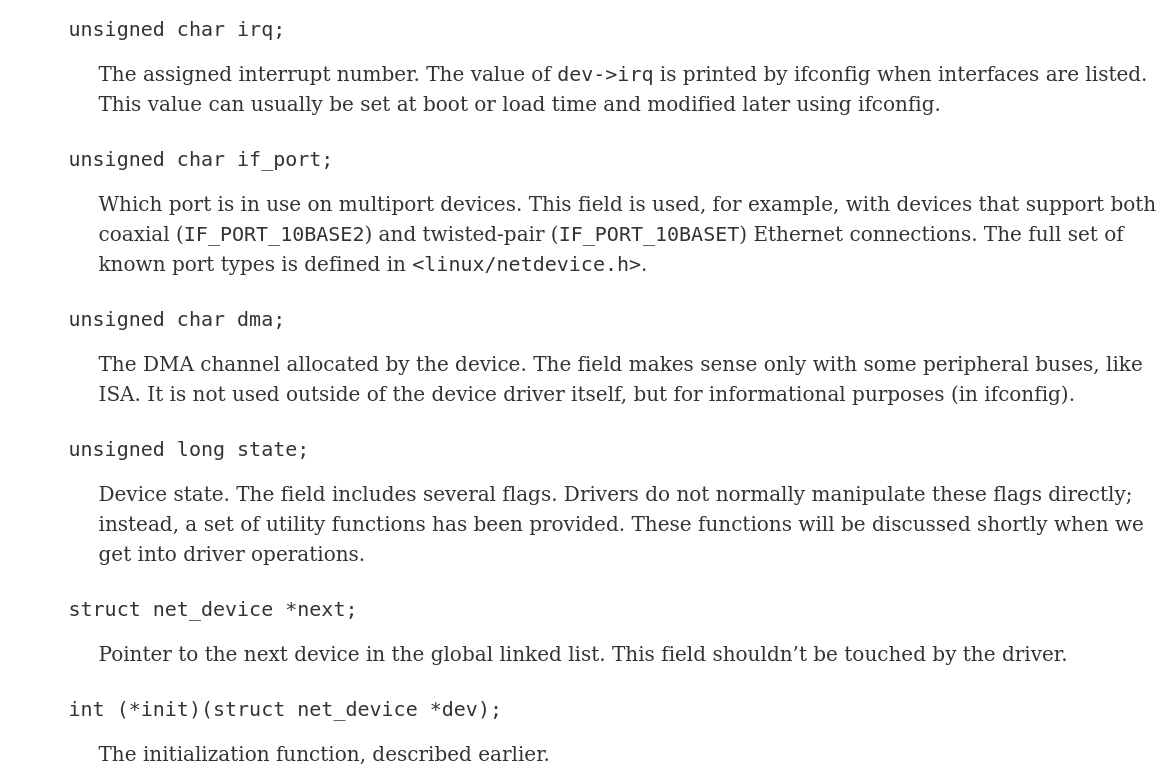 unsigned char irq;
The assigned interrupt number. The value of dev->irq is printed by ifconfig when interfaces are listed.
This value can usually be set at boot or load time and modified later using ifconfig.
unsigned char if_port;
Which port is in use on multiport devices. This field is used, for example, with devices that support both
coaxial (IF_PORT_10BASE2) and twisted-pair (IF_PORT_10BASET) Ethernet connections. The full set of
known port types is defined in <linux/netdevice.h>.
unsigned char dma;
The DMA channel allocated by the device. The field makes sense only with some peripheral buses, like
ISA. It is not used outside of the device driver itself, but for informational purposes (in ifconfig).
unsigned long state;
Device state. The field includes several flags. Drivers do not normally manipulate these flags directly;
instead, a set of utility functions has been provided. These functions will be discussed shortly when we
get into driver operations.
struct net_device *next;
Pointer to the next device in the global linked list. This field shouldn’t be touched by the driver.
int (*init)(struct net_device *dev);
The initialization function, described earlier.